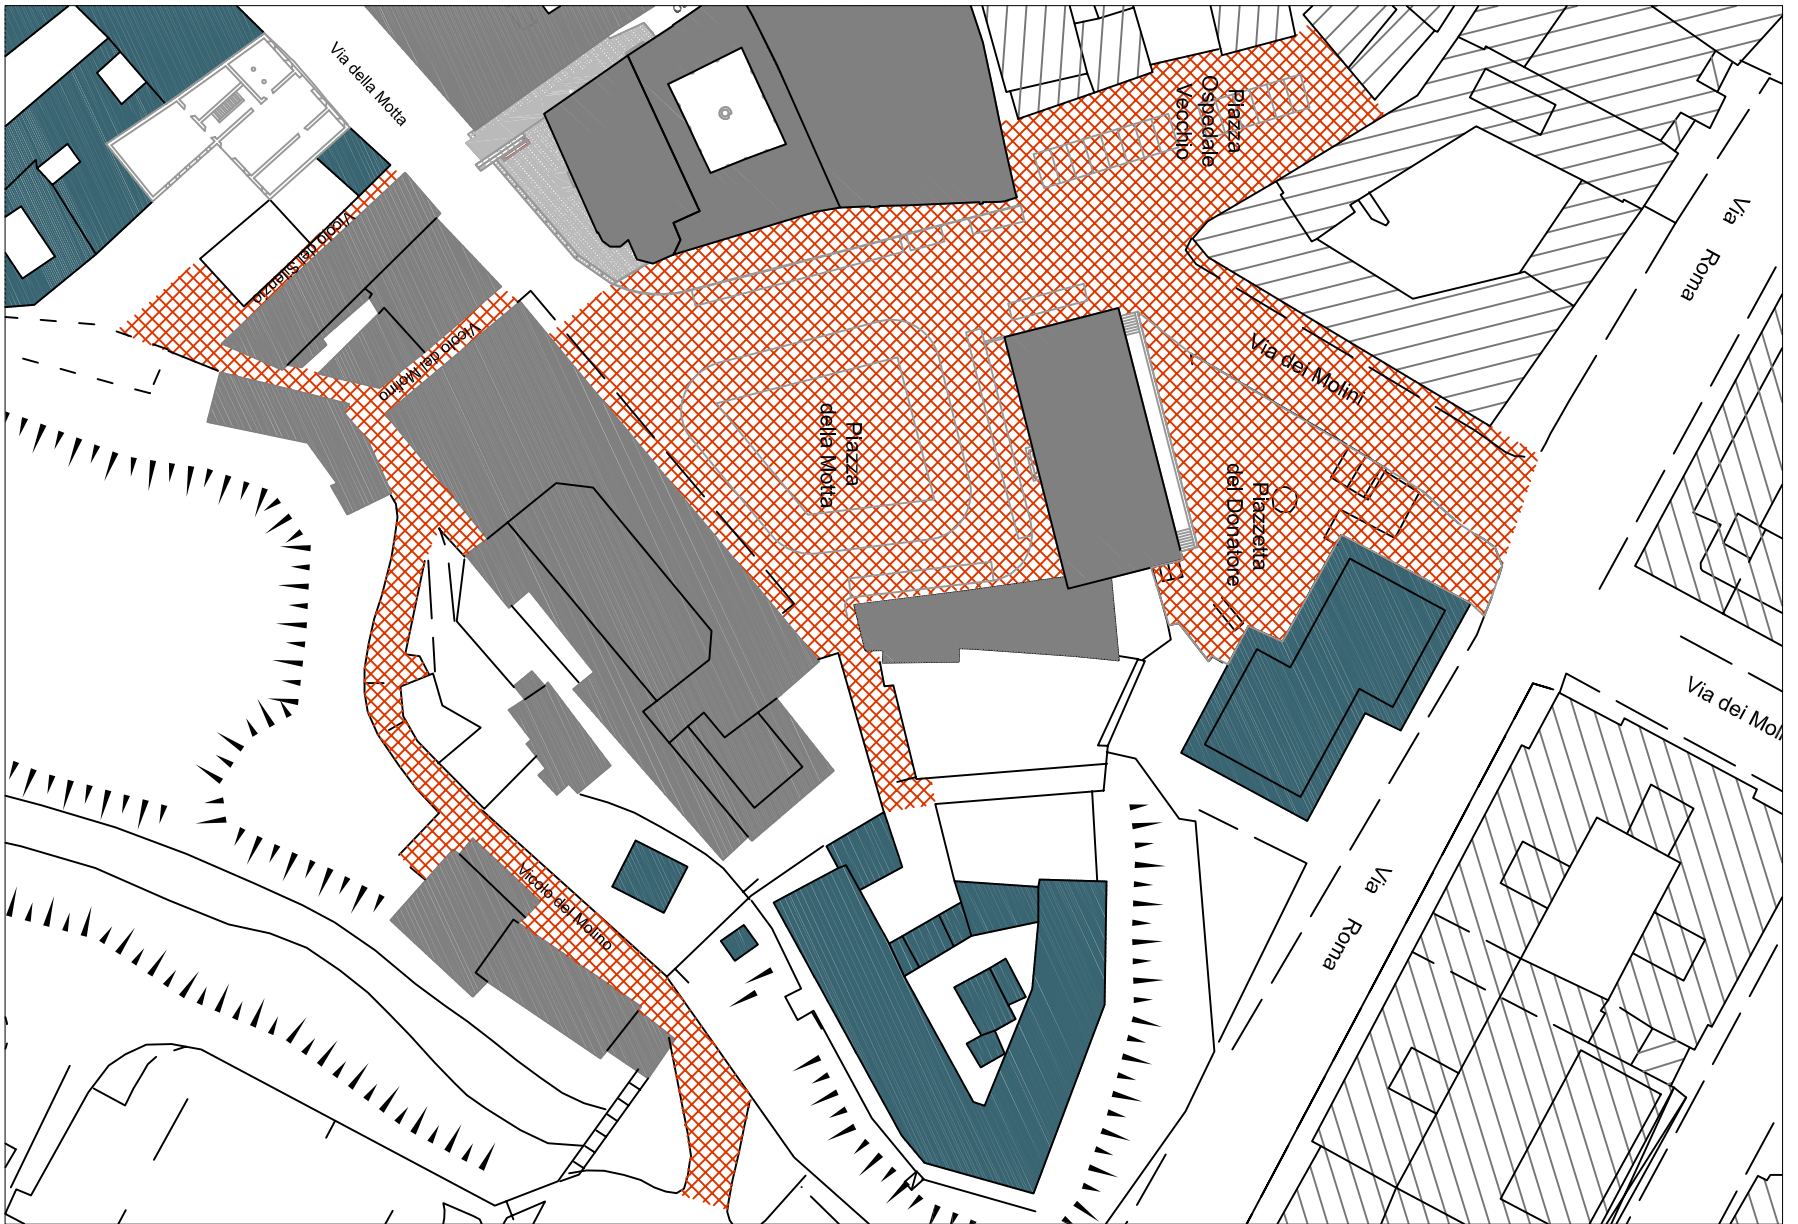 Via della Motta
Piazza
Ospedale
Vecchio
Via
Roma
Vicolo del Silenzio
Vicolo del Molino
Via dei Molini
Piazza
della Motta
Piazzetta
del Donatore
Via dei Moli
Vicolo del Molino
Via
Roma